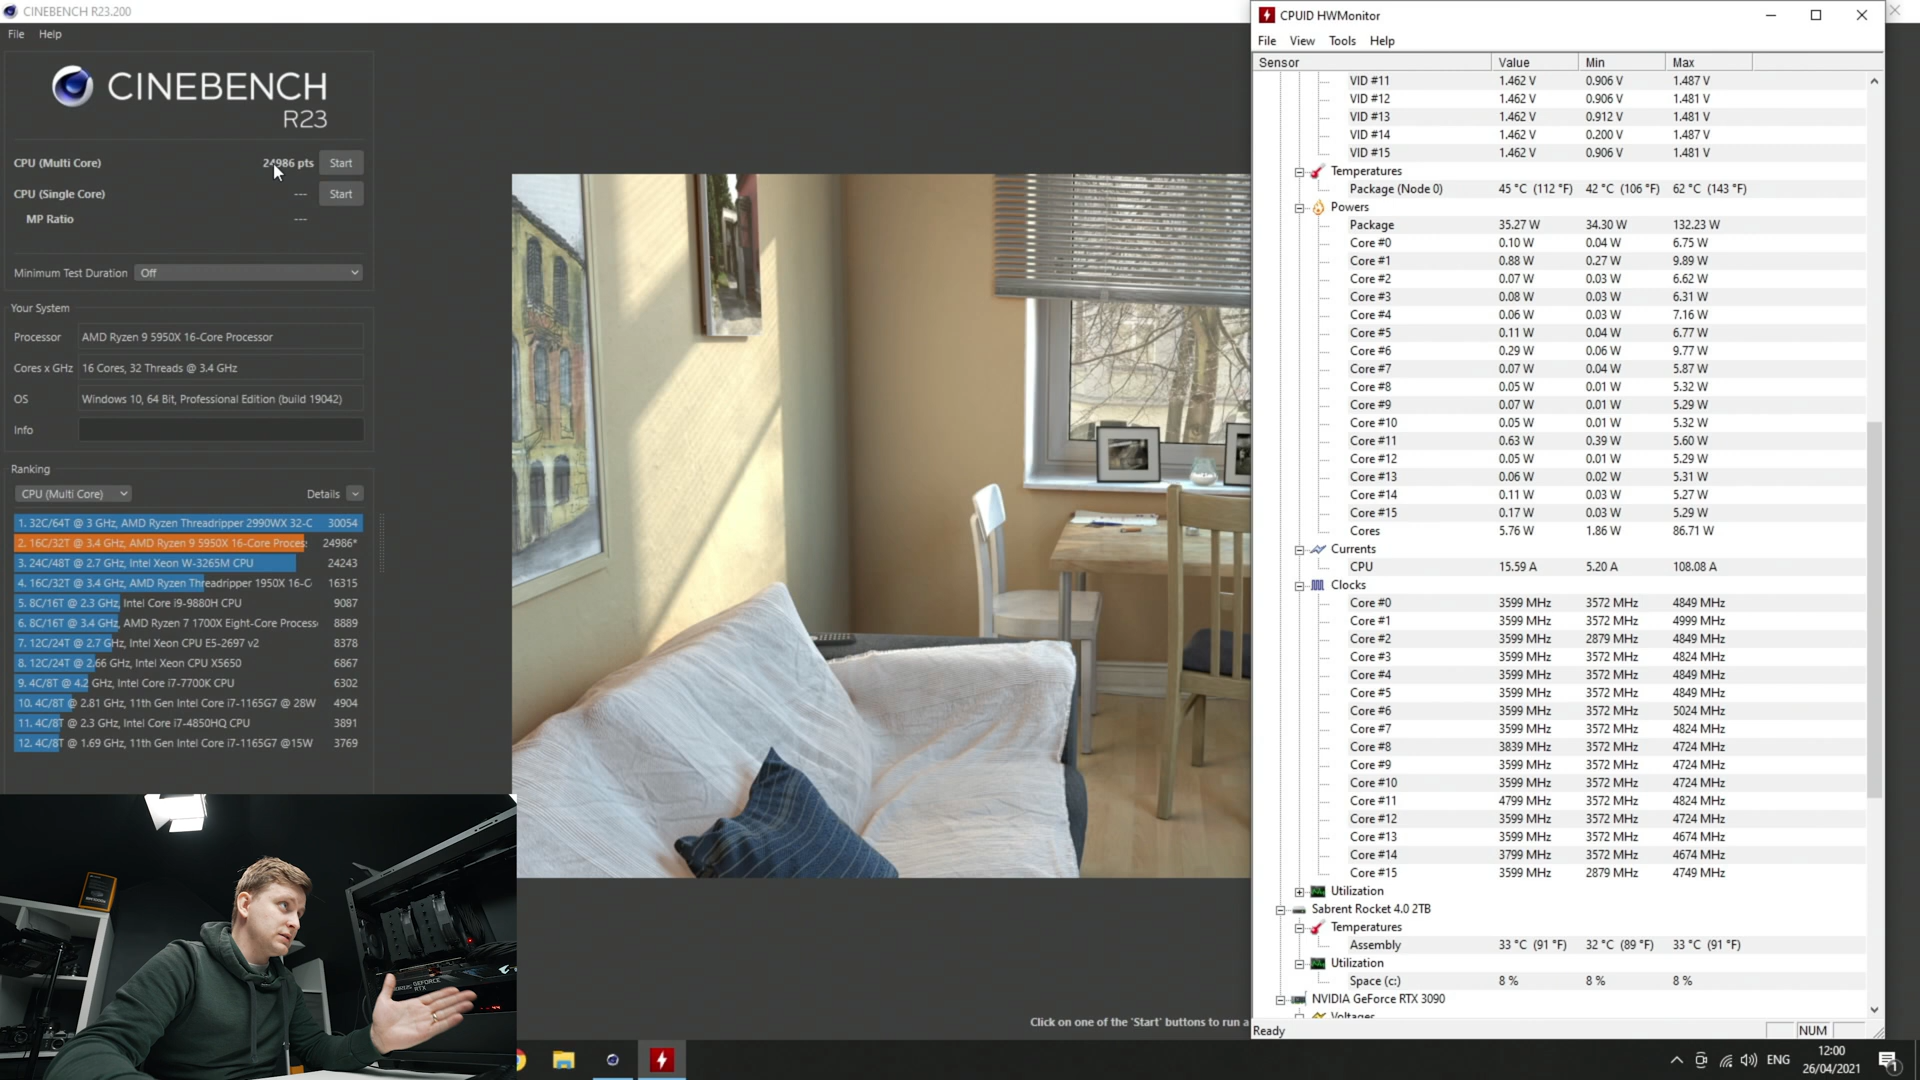 CINEBENCH R23.200
File Help
CINEBENCH
R23
CPU (Multi Core) 24986 pts Start
CPU (Single Core) --- Start
MP Ratio ---
Minimum Test Duration Off
Your System
Processor AMD Ryzen 9 5950X 16-Core Processor
Cores x GHz 16 Cores, 32 Threads @ 3.4 GHz
OS Windows 10, 64 Bit, Professional Edition (build 19042)
Info
Ranking
CPU (Multi Core) Details
1. 32C/64T @ 3 GHz, AMD Ryzen Threadripper 2990WX 32-C 30054
2. 16C/32T @ 3.4 GHz, AMD Ryzen 9 5950X 16-Core Proces: 24986*
3. 24C/48T @ 2.7 GHz, Intel Xeon W-3265M CPU 24243
4. 16C/32T @ 3.4 GHz, AMD Ryzen Threadripper 1950X 16-C 16315
5. 8C/16T @ 2.3 GHz, Intel Core i9-9880H CPU 9087
6. 8C/16T @ 3.4 GHz, AMD Ryzen 7 1700X Eight-Core Process 8889
7. 12C/24T @ 2.7 GHz, Intel Xeon CPU E5-2697 v2 8378
8. 12C/24T @ 2.66 GHz, Intel Xeon CPU X5650 6867
9. 4C/8T @ 4.2 GHz, Intel Core i7-7700K CPU 6302
10. 4C/8T @ 2.81 GHz, 11th Gen Intel Core i7-1165G7 @ 28W 4904
11. 4C/8T @ 2.3 GHz, Intel Core i7-4850HQ CPU 3891
12. 4C/8T @ 1.69 GHz, 11th Gen Intel Core i7-1165G7 @15W 3769
Click on one of the 'Start' buttons to run a
GEFORCE
RTX
CPUID HWMonitor
File View Tools Help
Sensor Value Min Max
VID #11 1.462 V 0.906 V 1.487 V
VID #12 1.462 V 0.906 V 1.481 V
VID #13 1.462 V 0.912 V 1.481 V
VID #14 1.462 V 0.200 V 1.487 V
VID #15 1.462 V 0.906 V 1.481 V
Temperatures
Package (Node 0) 45 °C (112 °F) 42 °C (106 °F) 62 °C (143 °F)
Powers
Package 35.27 W 34.30 W 132.23 W
Core #0 0.10 W 0.04 W 6.75 W
Core #1 0.88 W 0.27 W 9.89 W
Core #2 0.07 W 0.03 W 6.62 W
Core #3 0.08 W 0.03 W 6.31 W
Core #4 0.06 W 0.03 W 7.16 W
Core #5 0.11 W 0.04 W 6.77 W
Core #6 0.29 W 0.06 W 9.77 W
Core #7 0.07 W 0.04 W 5.87 W
Core #8 0.05 W 0.01 W 5.32 W
Core #9 0.07 W 0.01 W 5.29 W
Core #10 0.05 W 0.01 W 5.32 W
Core #11 0.63 W 0.39 W 5.60 W
Core #12 0.05 W 0.01 W 5.29 W
Core #13 0.06 W 0.02 W 5.31 W
Core #14 0.11 W 0.03 W 5.27 W
Core #15 0.17 W 0.03 W 5.29 W
Cores 5.76 W 1.86 W 86.71 W
Currents
CPU 15.59 A 5.20 A 108.08 A
Clocks
Core #0 3599 MHz 3572 MHz 4849 MHz
Core #1 3599 MHz 3572 MHz 4999 MHz
Core #2 3599 MHz 2879 MHz 4849 MHz
Core #3 3599 MHz 3572 MHz 4824 MHz
Core #4 3599 MHz 3572 MHz 4849 MHz
Core #5 3599 MHz 3572 MHz 4849 MHz
Core #6 3599 MHz 3572 MHz 5024 MHz
Core #7 3599 MHz 3572 MHz 4824 MHz
Core #8 3839 MHz 3572 MHz 4724 MHz
Core #9 3599 MHz 3572 MHz 4724 MHz
Core #10 3599 MHz 3572 MHz 4724 MHz
Core #11 4799 MHz 3572 MHz 4824 MHz
Core #12 3599 MHz 3572 MHz 4724 MHz
Core #13 3599 MHz 3572 MHz 4674 MHz
Core #14 3799 MHz 3572 MHz 4674 MHz
Core #15 3599 MHz 2879 MHz 4749 MHz
Utilization
Sabrent Rocket 4.0 2TB
Temperatures
Assembly 33 °C (91 °F) 32 °C (89 °F) 33 °C (91 °F)
Utilization
Space (c:) 8 % 8 % 8 %
NVIDIA GeForce RTX 3090
Voltages
Ready NUM
ENG 12:00
26/04/2021 1